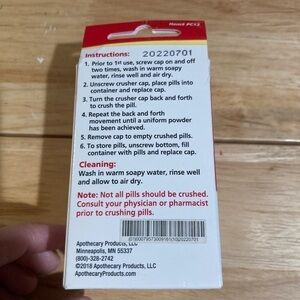 Item# PC12
Instructions: 20220701
1. Prior to 1st use, screw cap on and off
two times, wash in warm soapy
water, rinse well and air dry.
2. Unscrew crusher cap, place pills into
container and replace cap.
3. Turn the crusher cap back and forth
to crush the pill.
4. Repeat the back and forth
movement until a uniform powder
has been achieved.
5. Remove cap to empty crushed pills.
6. To store pills, unscrew bottom, fill
container with pills and replace cap.
Cleaning:
Wash in warm soapy water, rinse well
and allow to air dry.
Note: Not all pills should be crushed.
Consult your physician or pharmacist
prior to crushing pills.
Apothecary Products, LLC
Minneapolis, MN 55337
(800)-328-2742
©2018 Apothecary Products, LLC
ApothecaryProducts.com